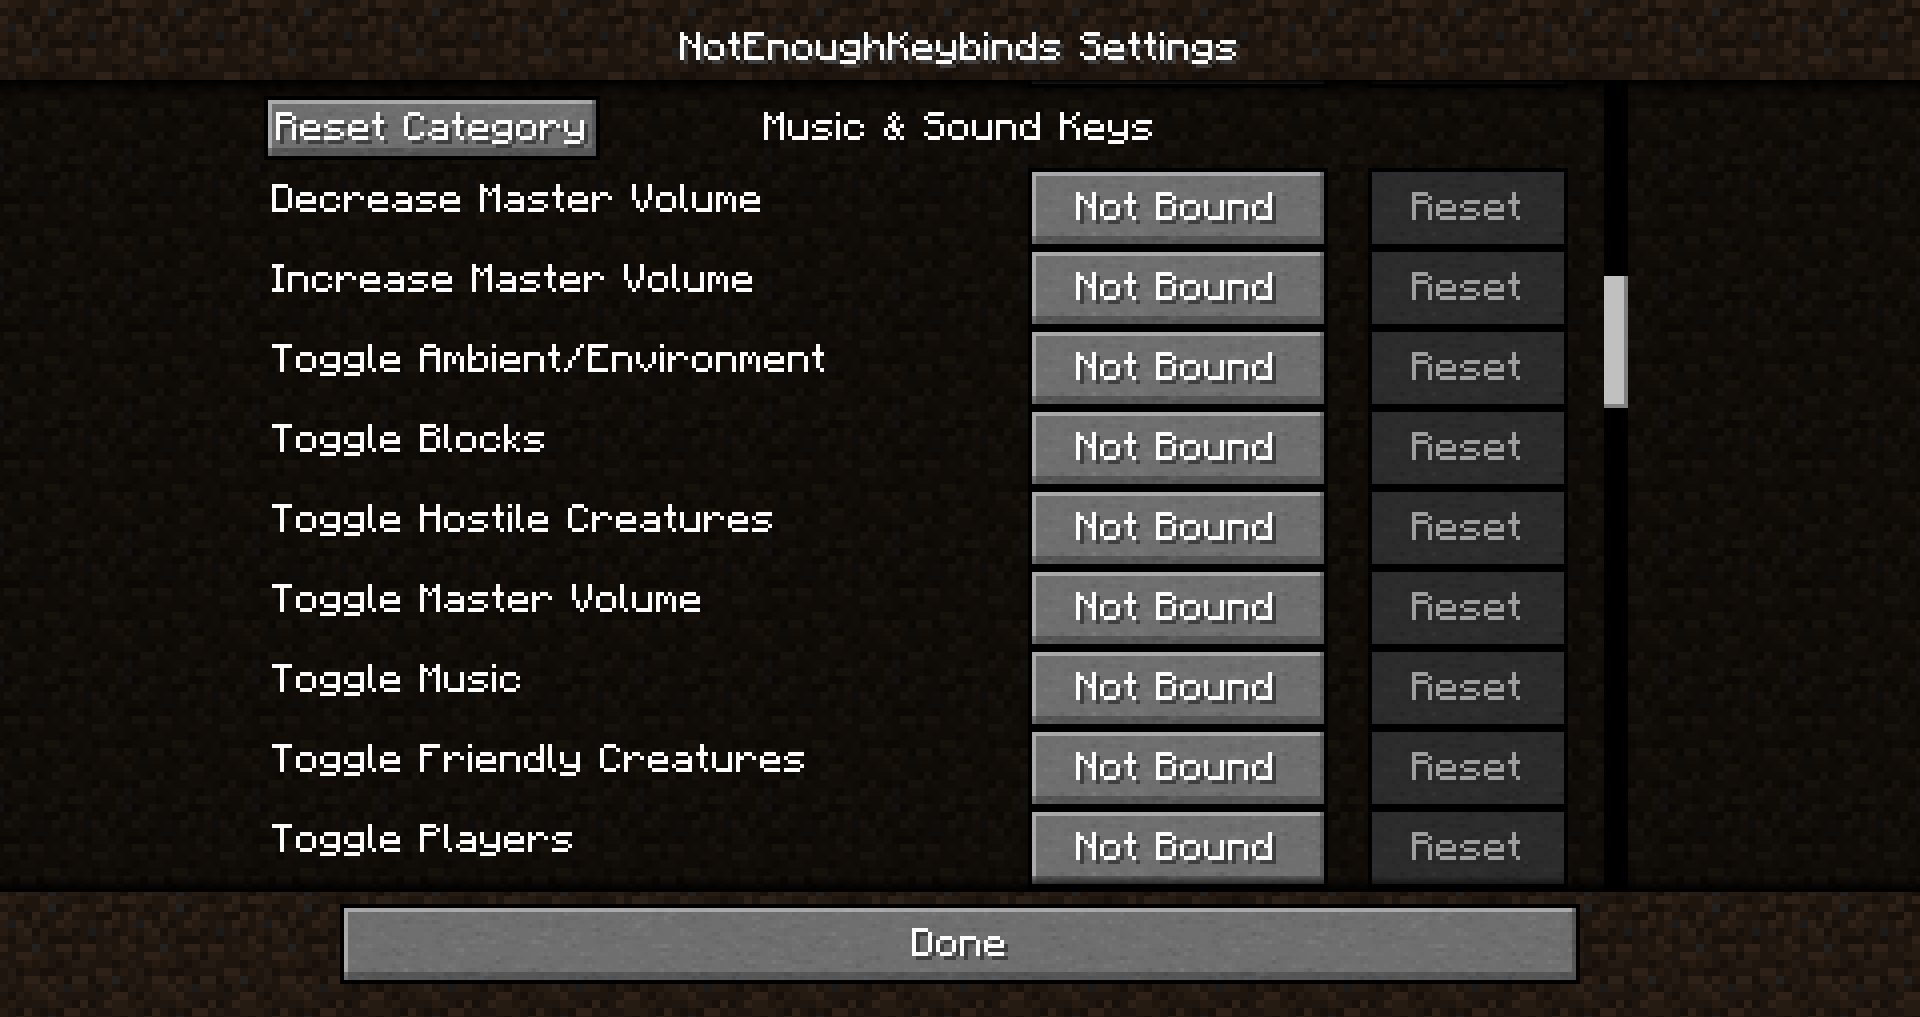 NotEnoughKeybinds Settings
Reset Category Music & Sound Keys
Decrease Master Volume Not Bound Reset
Increase Master Volume Not Bound Reset
Toggle Ambient/Environment Not Bound Reset
Toggle Blocks Not Bound Reset
Toggle Hostile Creatures Not Bound Reset
Toggle Master Volume Not Bound Reset
Toggle Music Not Bound Reset
Toggle Friendly Creatures Not Bound Reset
Toggle Players Not Bound Reset
Done